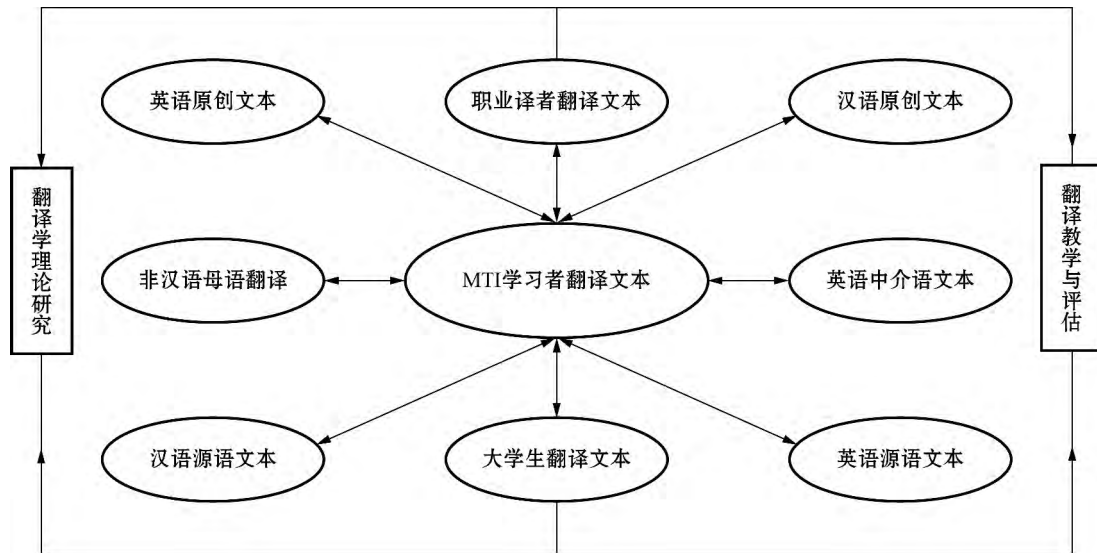 英语原创文本
职业译者翻译文本
汉语原创文本
翻译学理论研究
非汉语母语翻译
MTI学习者翻译文本
英语中介语文本
翻译教学与评估
汉语源语文本
大学生翻译文本
英语源语文本